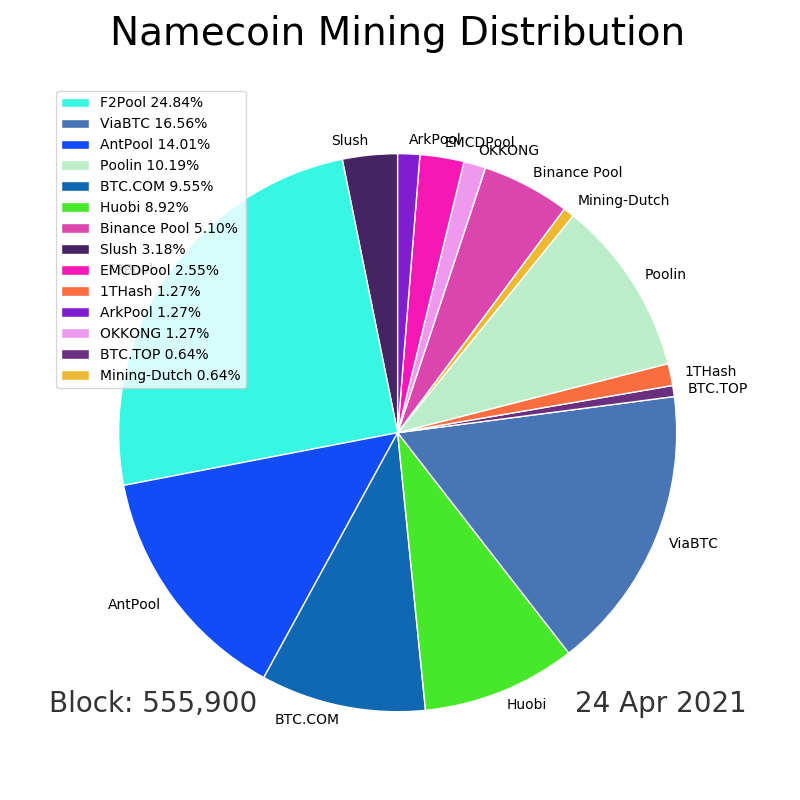 Namecoin Mining Distribution
F2Pool 24.84%
ViaBTC 16.56%
AntPool 14.01%
Poolin 10.19%
BTC.COM 9.55%
Huobi 8.92%
Binance Pool 5.10%
Slush 3.18%
EMCDPool 2.55%
1THash 1.27%
ArkPool 1.27%
OKKONG 1.27%
BTC.TOP 0.64%
Mining-Dutch 0.64%
Slush
ArkPool
EMCDPool
OKKONG
Binance Pool
Mining-Dutch
Poolin
1THash
BTC.TOP
ViaBTC
Huobi
BTC.COM
AntPool
F2Pool
Block: 555,900
24 Apr 2021